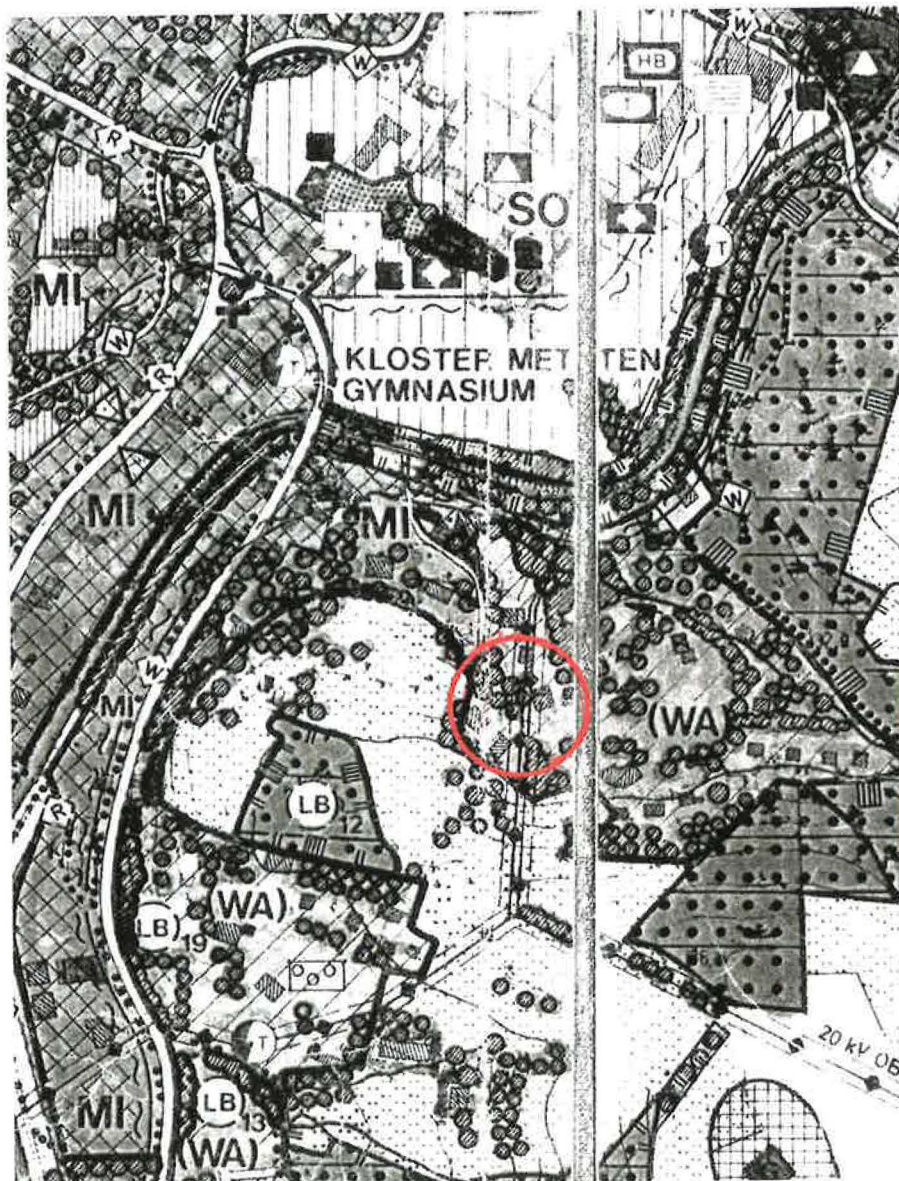 W
W
HB
T
R
SO
T
MI
W
R
T
KLOSTER METTEN
GYMNASIUM
MI
MI
W
W
MI
(WA)
R
LB) 12
(WA)
LB) 19
T
20 kV
MI
LB) 13
(WA)